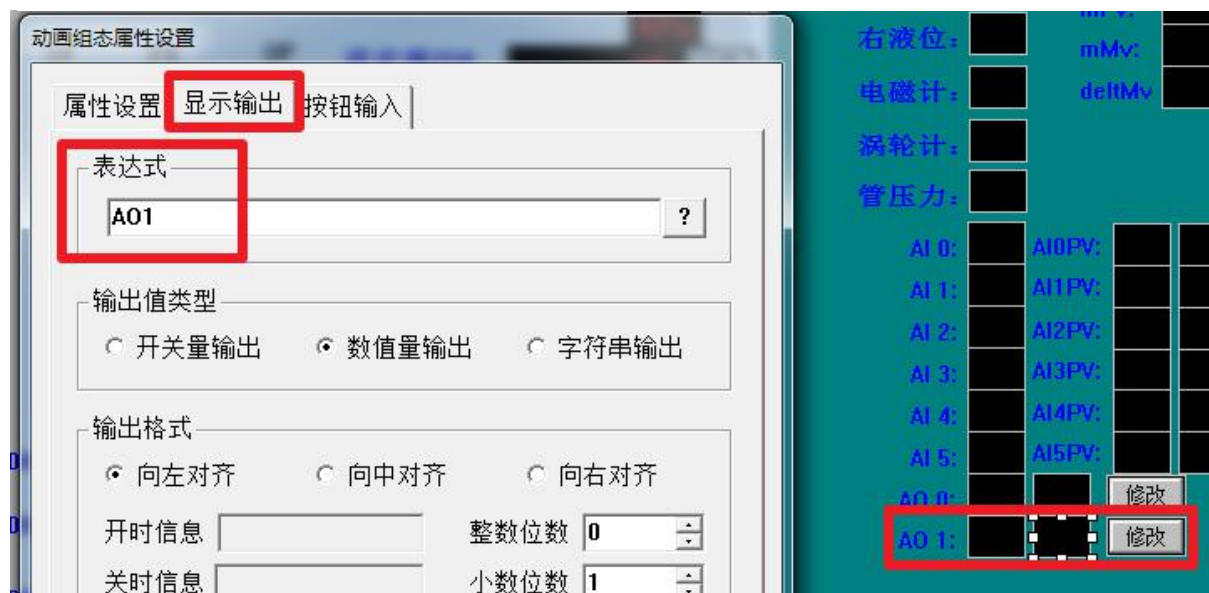 动画组态属性设置
属性设置 显示输出 按钮输入
表达式
AO1 ?
输出值类型
开关量输出 数值量输出 字符串输出
输出格式
向左对齐 向中对齐 向右对齐
开时信息 整数位数 0
关时信息 小数位数 1
右液位：
mMv:
电磁计：
deltMv
涡轮计：
管压力：
AI 0: AI0PV:
AI 1: AI1PV:
AI 2: AI2PV:
AI 3: AI3PV:
AI 4: AI4PV:
AI 5: AI5PV:
AO 0: 修改
AO 1: 修改